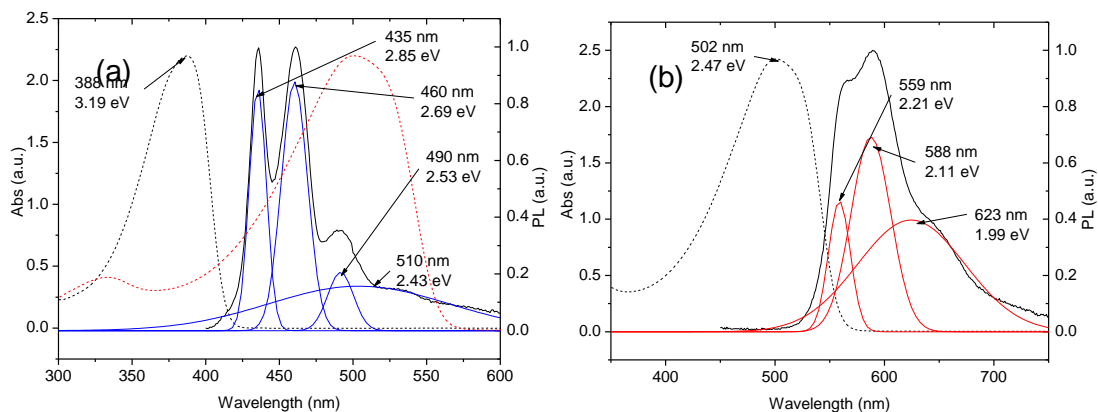 (a)
388 nm
3.19 eV
435 nm
2.85 eV
460 nm
2.69 eV
490 nm
2.53 eV
510 nm
2.43 eV
2.5
2.0
1.5
1.0
0.5
0.0
Abs (a.u.)
1.0
0.8
0.6
0.4
0.2
0.0
PL (a.u.)
300 350 400 450 500 550 600
Wavelength (nm)
(b)
502 nm
2.47 eV
559 nm
2.21 eV
588 nm
2.11 eV
623 nm
1.99 eV
2.5
2.0
1.5
1.0
0.5
0.0
Abs (a.u.)
1.0
0.8
0.6
0.4
0.2
0.0
PL (a.u.)
400 500 600 700
Wavelength (nm)